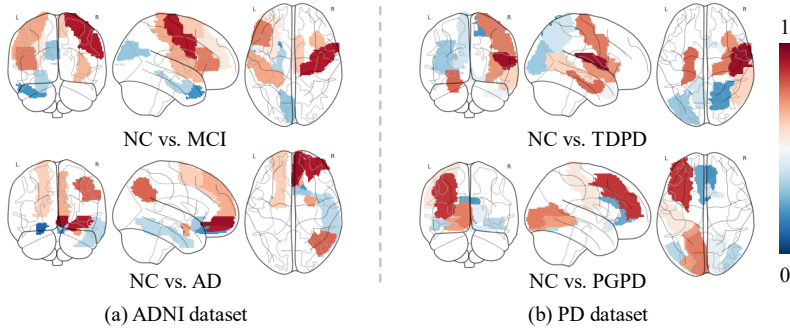 L R L R L R L R 1
NC vs. MCI NC vs. TDPD
L R L R L R L R
NC vs. AD NC vs. PGPD 0
(a) ADNI dataset (b) PD dataset